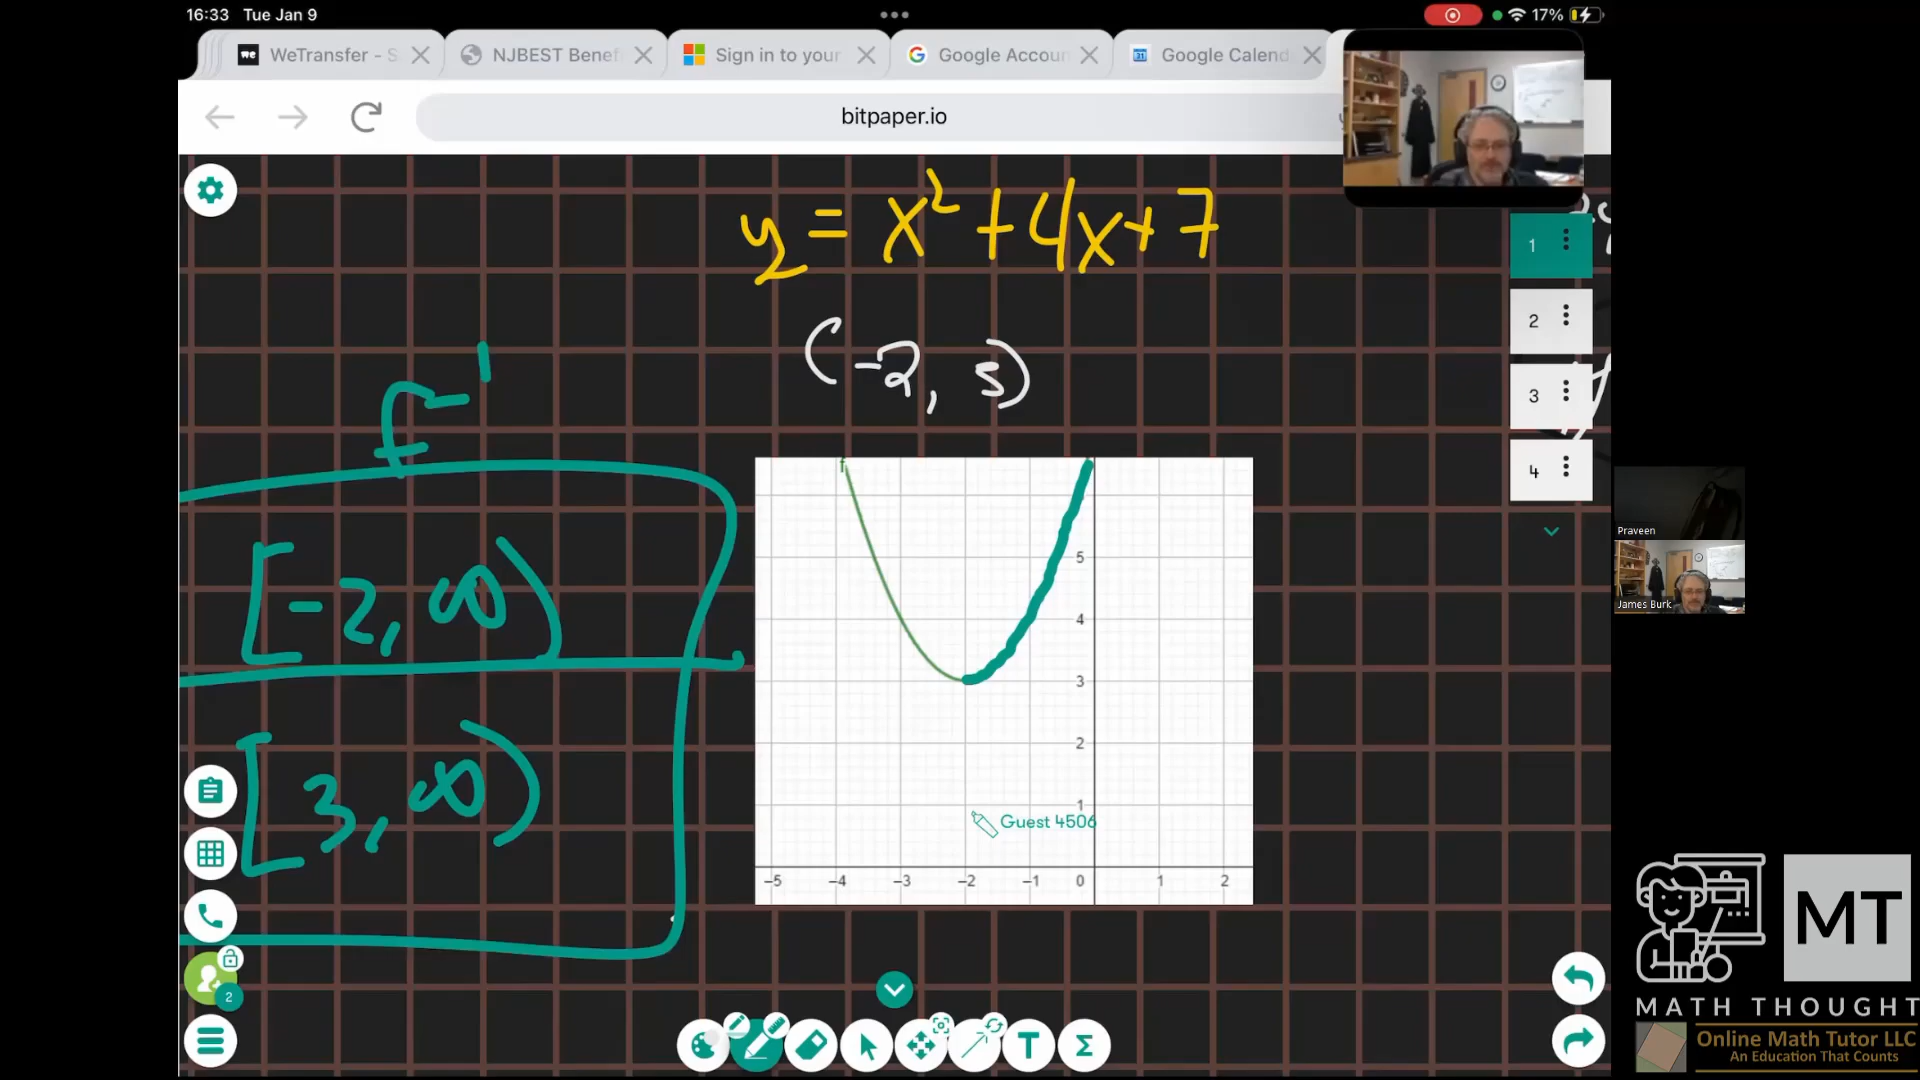 16:33 Tue Jan 9
17%
WeTransfer - S
NJBEST Benef
Sign in to your
Google Accoun
Google Calend
bitpaper.io
y = x² + 4x + 7
(-2, 3)
f'
[-2, ∞)
[3, ∞)
f
5
4
3
2
1
-5 -4 -3 -2 -1 0 1 2
Guest 4506
1
2
3
4
2
T
Σ
Praveen
James Burk
MT
MATH THOUGHT
Online Math Tutor LLC
An Education That Counts